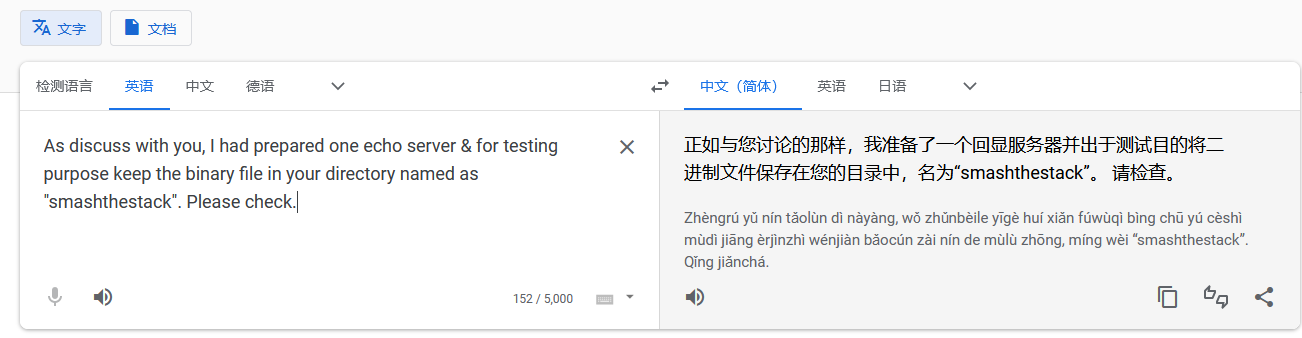 文字 文档
检测语言 英语 中文 德语 中文（简体） 英语 日语
As discuss with you, I had prepared one echo server & for testing
purpose keep the binary file in your directory named as
"smashthestack". Please check.
152 / 5,000
正如与您讨论的那样，我准备了一个回显服务器并出于测试目的将二
进制文件保存在您的目录中，名为“smashthestack”。 请检查。
Zhèngrú yǔ nín tǎolùn dì nàyàng, wǒ zhǔnbèile yīgè huí xiǎn fúwùqì bìng chū yú cèshì
mùdì jiāng èrjìnzhì wénjiàn bǎocún zài nín de mùlù zhōng, míng wèi “smashthestack”.
Qǐng jiǎnchá.